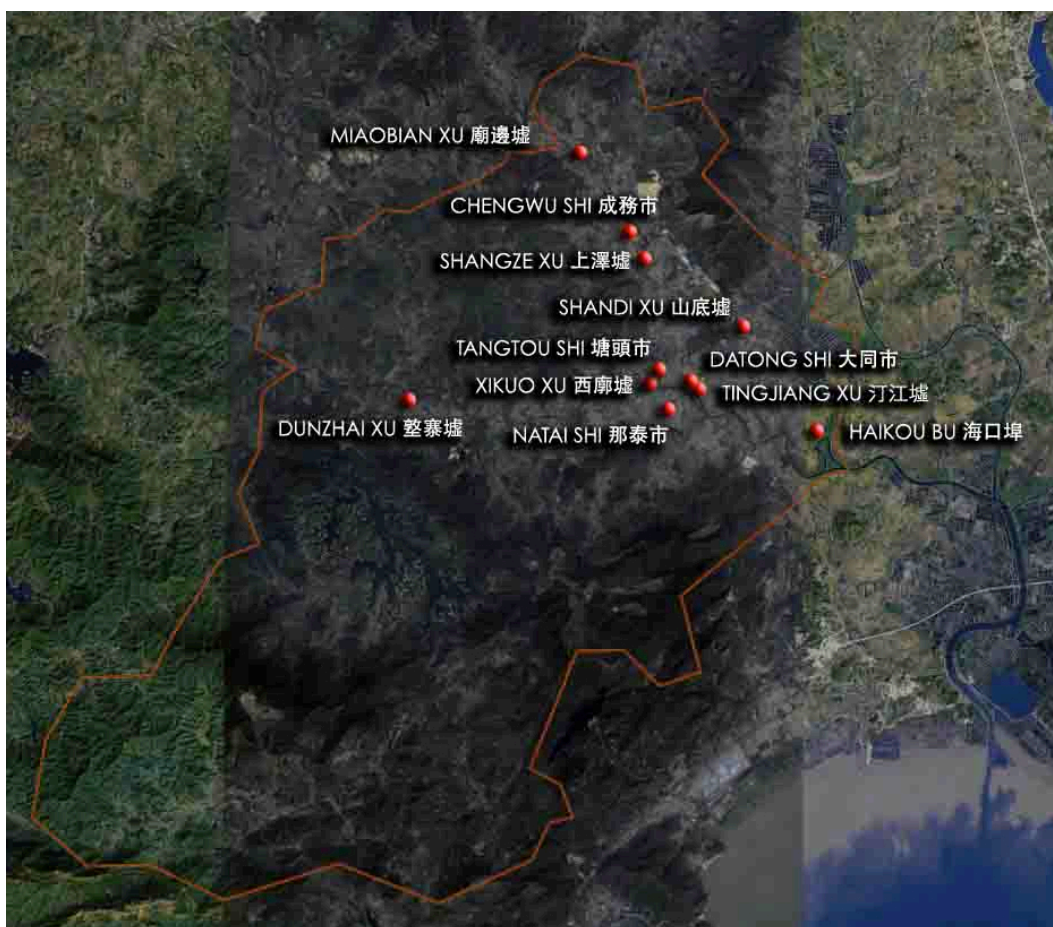 MIAOBIAN XU 廟邊墟
CHENGWU SHI 成務市
SHANGZE XU 上澤墟
SHANDI XU 山底墟
TANGTOU SHI 塘頭市
DATONG SHI 大同市
XIKUO XU 西廓墟
TINGJIANG XU 汀江墟
DUNZHAI XU 墪寨墟
NATAI SHI 那泰市
HAIKOU BU 海口埠